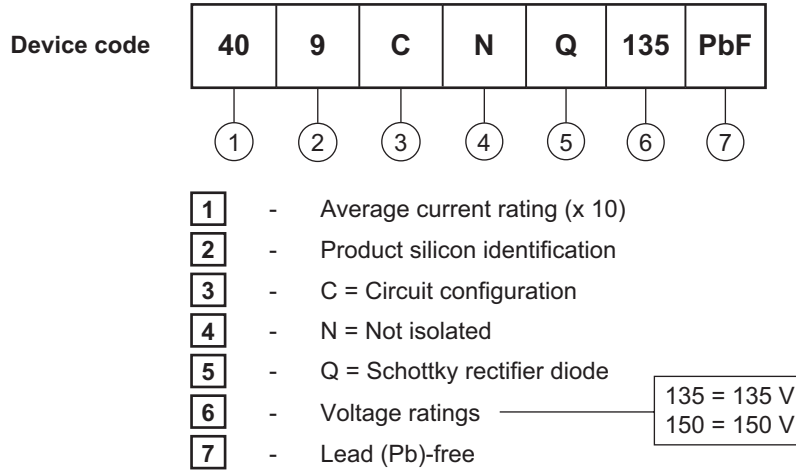 Device code 40 9 C N Q 135 PbF
1 2 3 4 5 6 7
1 - Average current rating (x 10)
2 - Product silicon identification
3 - C = Circuit configuration
4 - N = Not isolated
5 - Q = Schottky rectifier diode
6 - Voltage ratings
135 = 135 V
150 = 150 V
7 - Lead (Pb)-free